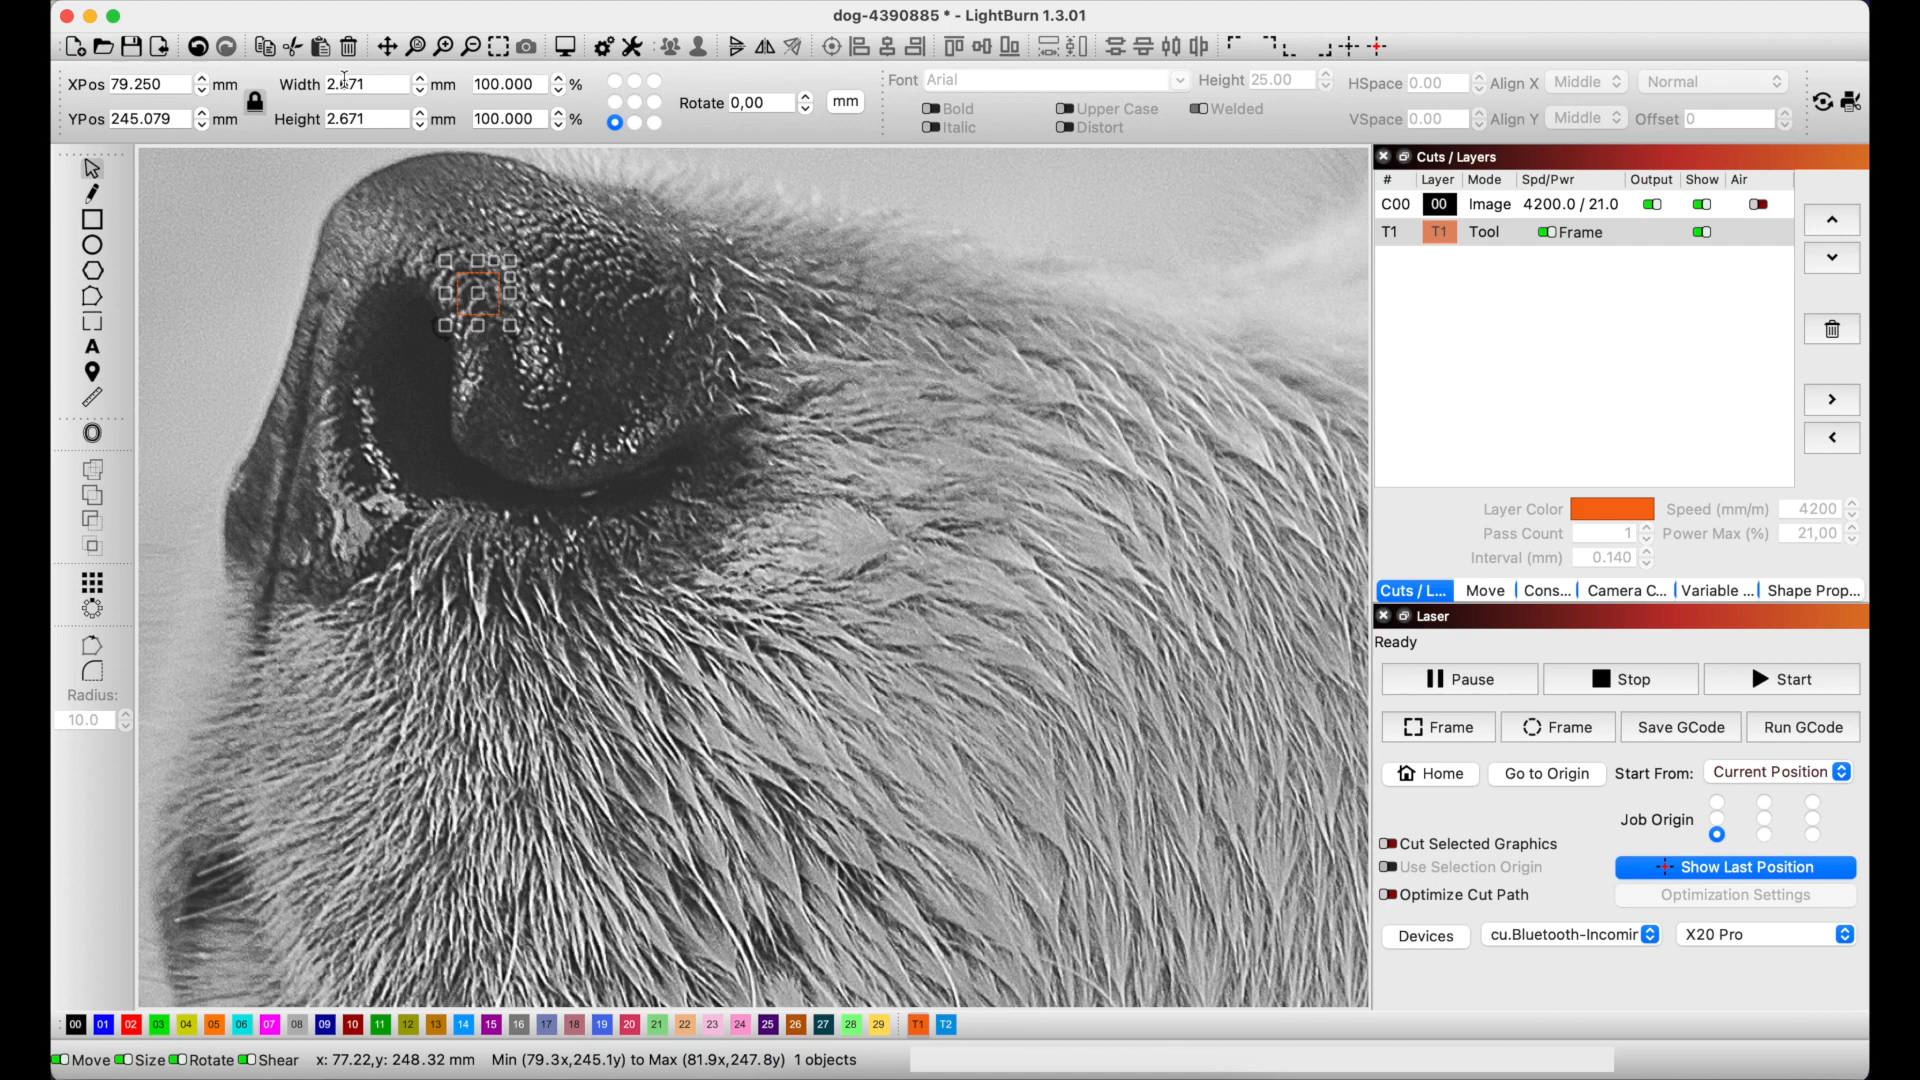 dog-4390885 * - LightBurn 1.3.01
XPos 79.250 mm Width 2.671 mm 100.000 %
YPos 245.079 mm Height 2.671 mm 100.000 %
Rotate 0,00 mm
Font Arial Height 25.00 HSpace 0.00 Align X Middle Normal
Bold Upper Case Welded
Italic Distort VSpace 0.00 Align Y Middle Offset 0
Cuts / Layers
# Layer Mode Spd/Pwr Output Show Air
C00 00 Image 4200.0 / 21.0
T1 T1 Tool Frame
Layer Color Speed (mm/m) 4200
Pass Count 1 Power Max (%) 21,00
Interval (mm) 0.140
Cuts / L... Move Cons... Camera C... Variable ... Shape Prop...
Laser
Ready
Pause Stop Start
Frame Frame Save GCode Run GCode
Home Go to Origin Start From: Current Position
Job Origin
Cut Selected Graphics
Use Selection Origin Show Last Position
Optimize Cut Path Optimization Settings
Devices cu.Bluetooth-Incomir X20 Pro
A
Radius:
10.0
00 01 02 03 04 05 06 07 08 09 10 11 12 13 14 15 16 17 18 19 20 21 22 23 24 25 26 27 28 29 T1 T2
Move Size Rotate Shear x: 77.22,y: 248.32 mm Min (79.3x,245.1y) to Max (81.9x,247.8y) 1 objects